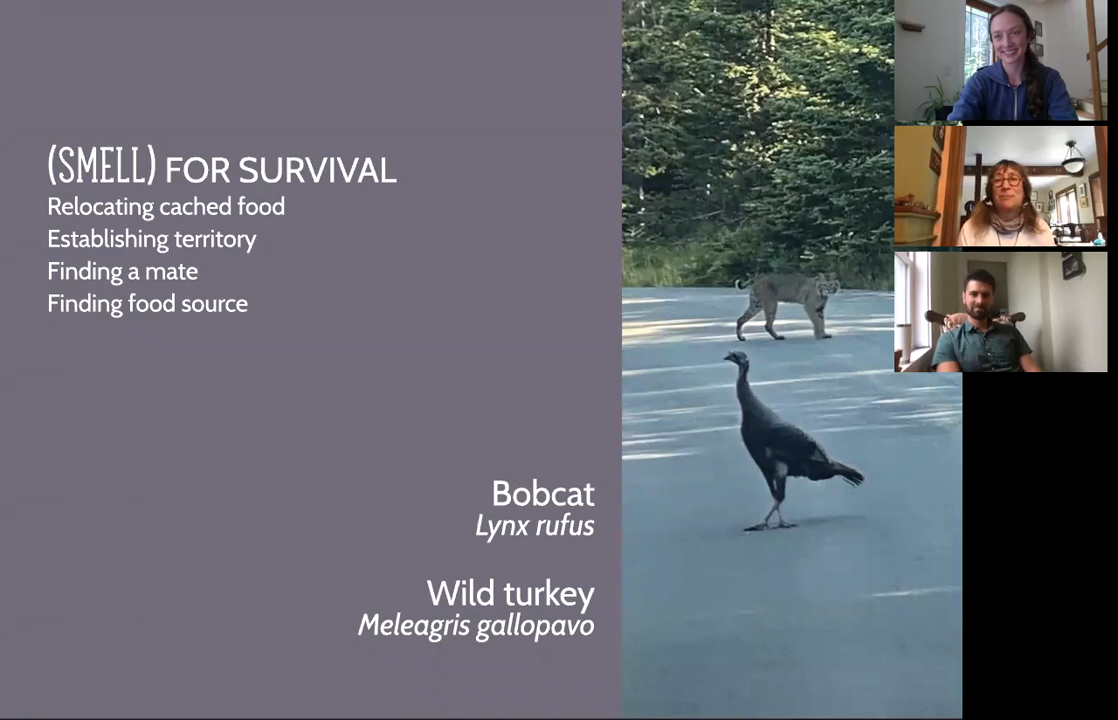 (SMELL) FOR SURVIVAL
Relocating cached food
Establishing territory
Finding a mate
Finding food source
Bobcat
Lynx rufus
Wild turkey
Meleagris gallopavo